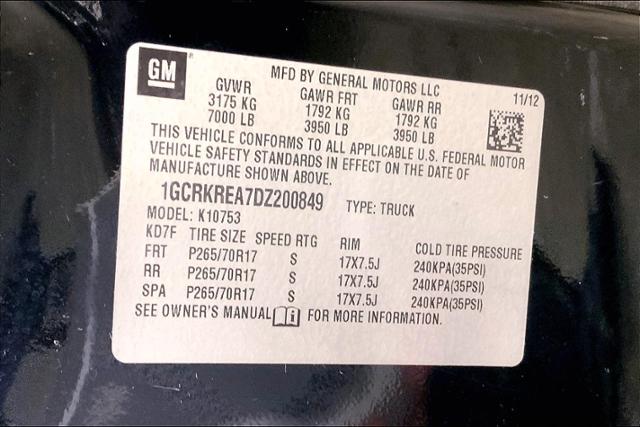 GM
MFD BY GENERAL MOTORS LLC
11/12
GVWR GAWR FRT GAWR RR
3175 KG 1792 KG 1792 KG
7000 LB 3950 LB 3950 LB
THIS VEHICLE CONFORMS TO ALL APPLICABLE U.S. FEDERAL MOTOR
VEHICLE SAFETY STANDARDS IN EFFECT ON THE DATE OF
MANUFACTURE SHOWN ABOVE.
1GCRKREA7DZ200849 TYPE: TRUCK
MODEL: K10753
KD7F TIRE SIZE SPEED RTG RIM COLD TIRE PRESSURE
FRT P265/70R17 S 17X7.5J 240KPA(35PSI)
RR P265/70R17 S 17X7.5J 240KPA(35PSI)
SPA P265/70R17 S 17X7.5J 240KPA(35PSI)
SEE OWNER'S MANUAL FOR MORE INFORMATION.